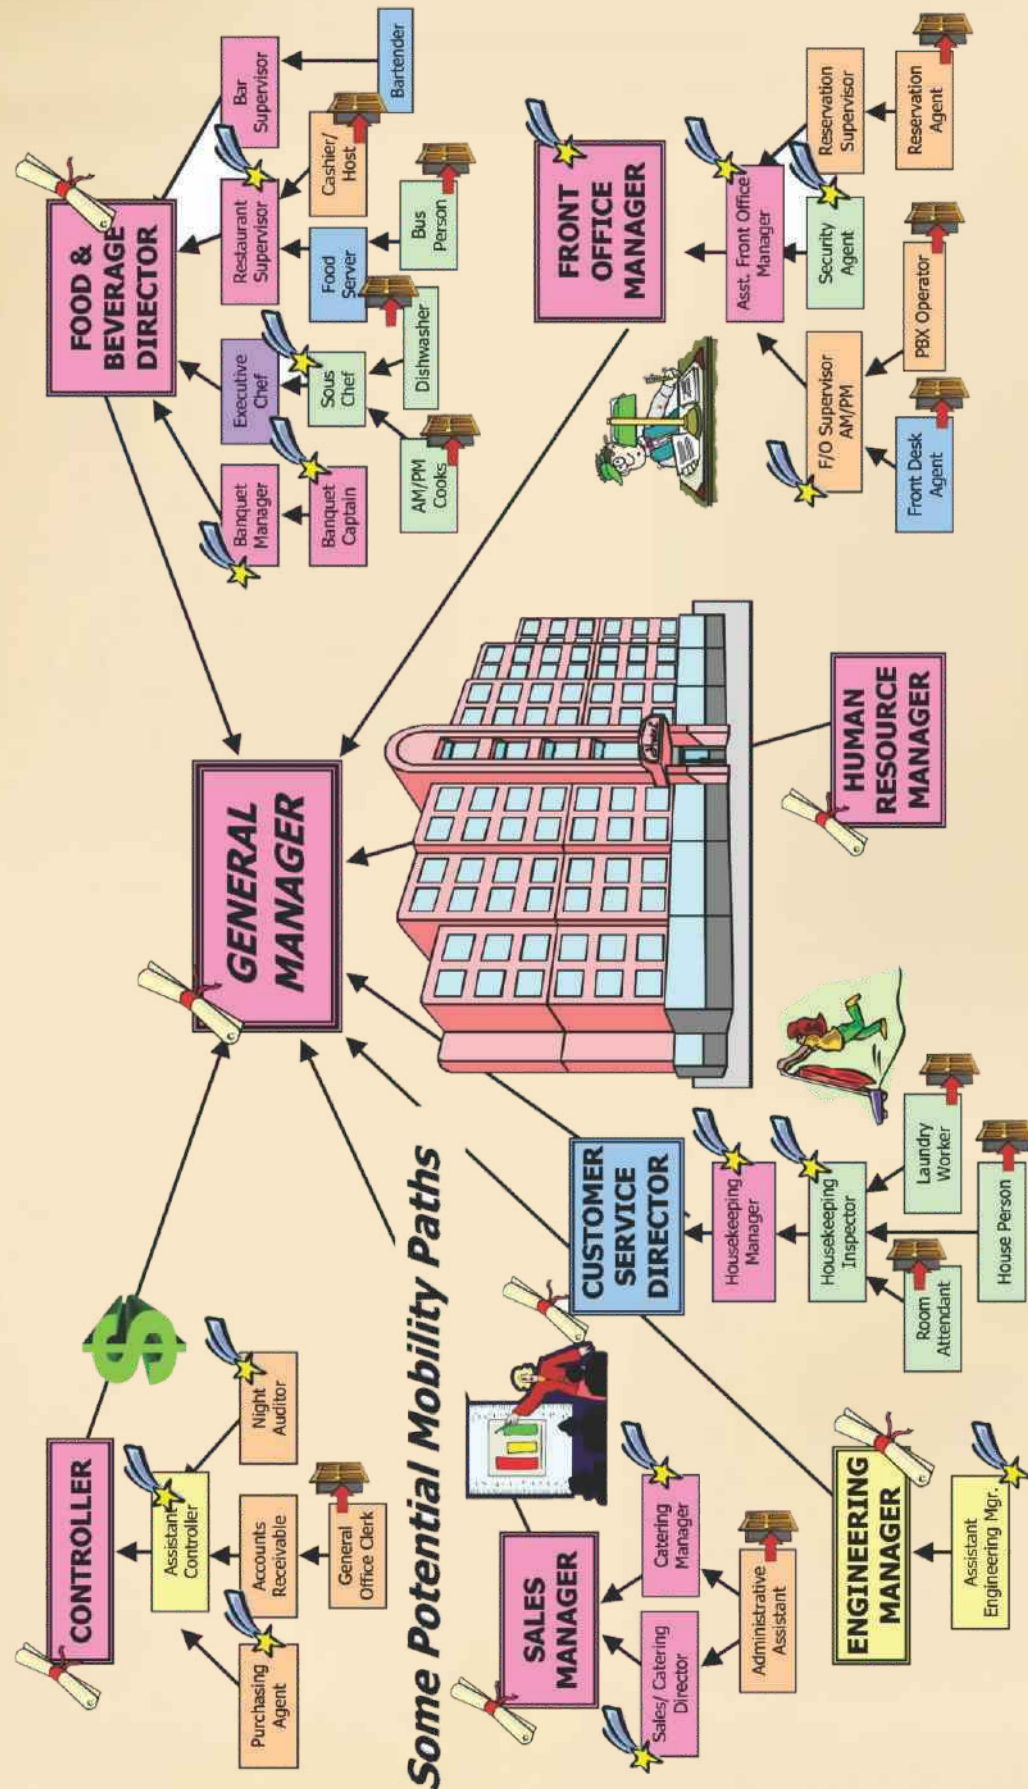 Some Potential Mobility Paths
GENERAL
MANAGER
CONTROLLER
Assistant
Controller
Purchasing
Agent
Accounts
Receivable
Night
Auditor
General
Office Clerk
SALES
MANAGER
Sales/ Catering
Director
Catering
Manager
Administrative
Assistant
ENGINEERING
MANAGER
Assistant
Engineering Mgr.
CUSTOMER
SERVICE
DIRECTOR
Housekeeping
Manager
Housekeeping
Inspector
Room
Attendant
House Person
Laundry
Worker
Hotel
HUMAN
RESOURCE
MANAGER
FOOD &
BEVERAGE
DIRECTOR
Banquet
Manager
Banquet
Captain
Executive
Chef
Sous
Chef
AM/PM
Cooks
Dishwasher
Restaurant
Supervisor
Food
Server
Bus
Person
Cashier/
Host
Bar
Supervisor
Bartender
FRONT
OFFICE
MANAGER
Asst. Front Office
Manager
F/O Supervisor
AM/PM
Front Desk
Agent
PBX Operator
Security
Agent
Reservation
Supervisor
Reservation
Agent
$